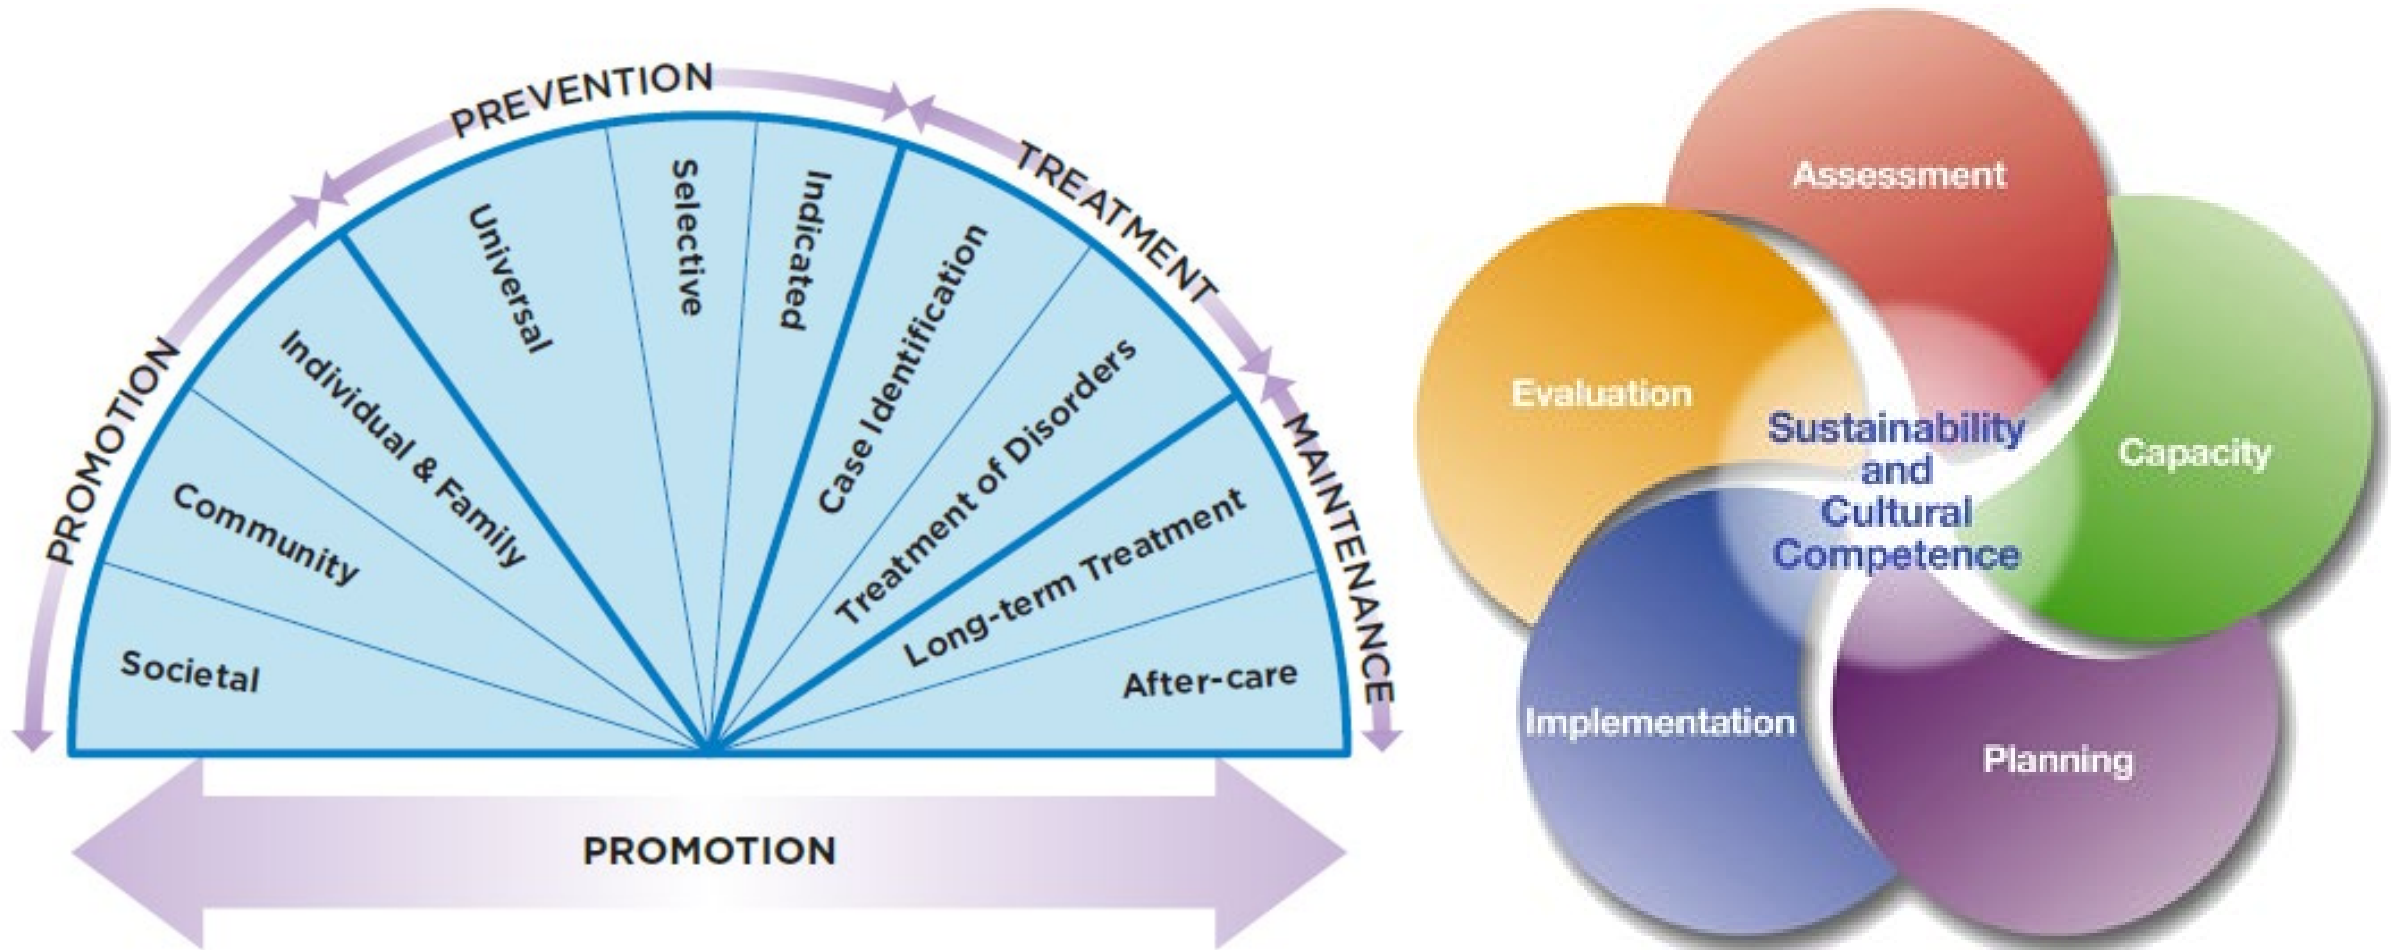 PROMOTION
PREVENTION
TREATMENT
MAINTENANCE
Societal
Community
Individual & Family
Universal
Selective
Indicated
Case Identification
Treatment of Disorders
Long-term Treatment
After-care
PROMOTION
Assessment
Capacity
Planning
Implementation
Evaluation
Sustainability
and
Cultural
Competence